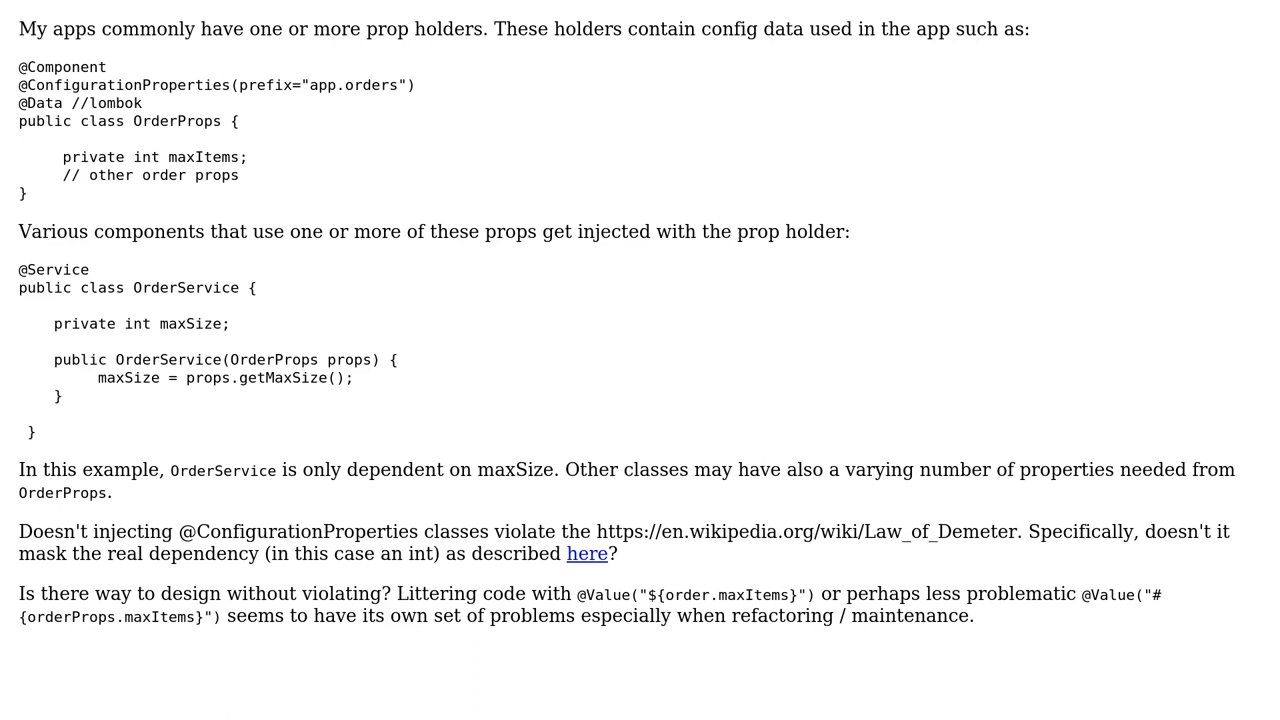 My apps commonly have one or more prop holders. These holders contain config data used in the app such as:
@Component
@ConfigurationProperties(prefix="app.orders")
@Data //lombok
public class OrderProps {
     private int maxItems;
     // other order props
}
Various components that use one or more of these props get injected with the prop holder:
@Service
public class OrderService {
    private int maxSize;
    public OrderService(OrderProps props) {
         maxSize = props.getMaxSize();
    }
 }
In this example, OrderService is only dependent on maxSize. Other classes may have also a varying number of properties needed from
OrderProps.
Doesn't injecting @ConfigurationProperties classes violate the https://en.wikipedia.org/wiki/Law_of_Demeter. Specifically, doesn't it
mask the real dependency (in this case an int) as described here?
Is there way to design without violating? Littering code with @Value("${order.maxItems}") or perhaps less problematic @Value("#
{orderProps.maxItems}") seems to have its own set of problems especially when refactoring / maintenance.